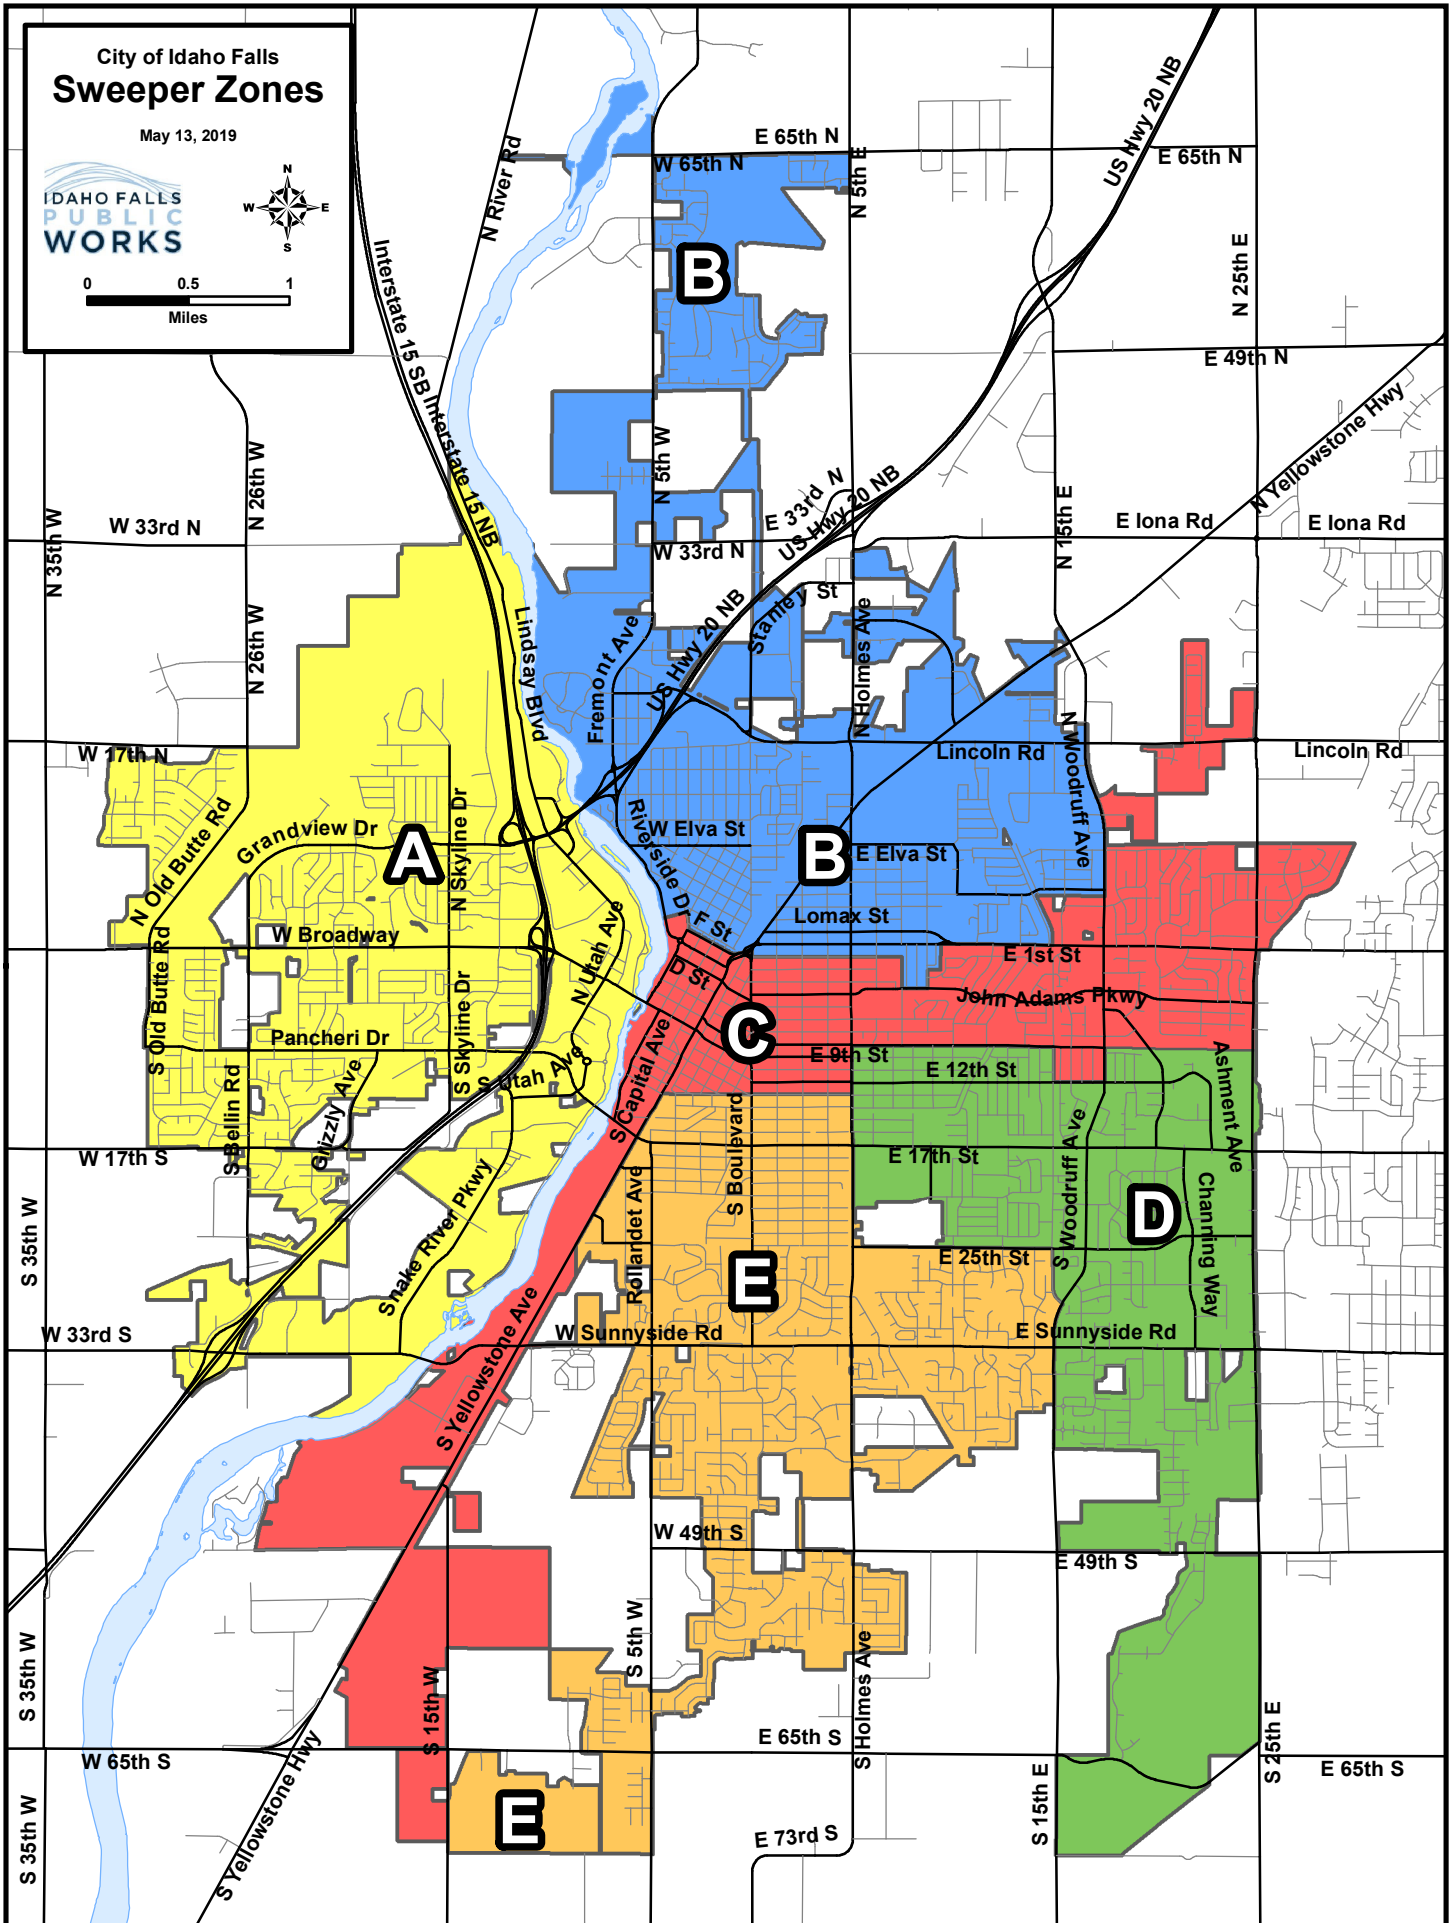 City of Idaho Falls
Sweeper Zones
May 13, 2019
IDAHO FALLS
PUBLIC
WORKS
N
W E
S
0 0.5 1
Miles
E 65th N
W 65th N
E 65th N
US Hwy 20 NB
N River Rd
N 5th E
N 25th E
Interstate 15 SB
B
E 49th N
N Yellowstone Hwy
Interstate 15 NB
N 26th W
N 5th W
E 33rd N
US Hwy 20 NB
N 15th E
W 33rd N
N 35th W
W 33rd N
E Iona Rd
E Iona Rd
N 26th W
Lindsay Blvd
Fremont Ave
US Hwy 20 NB
Stanley St
N Holmes Ave
W 17th N
Lincoln Rd
N Woodruff Ave
Lincoln Rd
N Old Butte Rd
Grandview Dr
A
N Skyline Dr
Riverside Dr
W Elva St
B
E Elva St
W Broadway
N Utah Ave
F St
Lomax St
E 1st St
S Old Butte Rd
S Skyline Dr
D St
John Adams Pkwy
Pancheri Dr
C
E 9th St
E 12th St
S Utah Ave
S Capital Ave
Ashment Ave
S Bellin Rd
Grizzly Ave
S Boulevard
W 17th S
E 17th St
S Woodruff Ave
S 35th W
Snake River Pkwy
Rollandet Ave
D
Channing Way
E
E 25th St
W 33rd S
W Sunnyside Rd
E Sunnyside Rd
S Yellowstone Ave
W 49th S
E 49th S
S 35th W
S 5th W
S 15th W
S Holmes Ave
E 65th S
W 65th S
S 25th E
E 65th S
S Yellowstone Hwy
S 35th W
E
E 73rd S
S 15th E